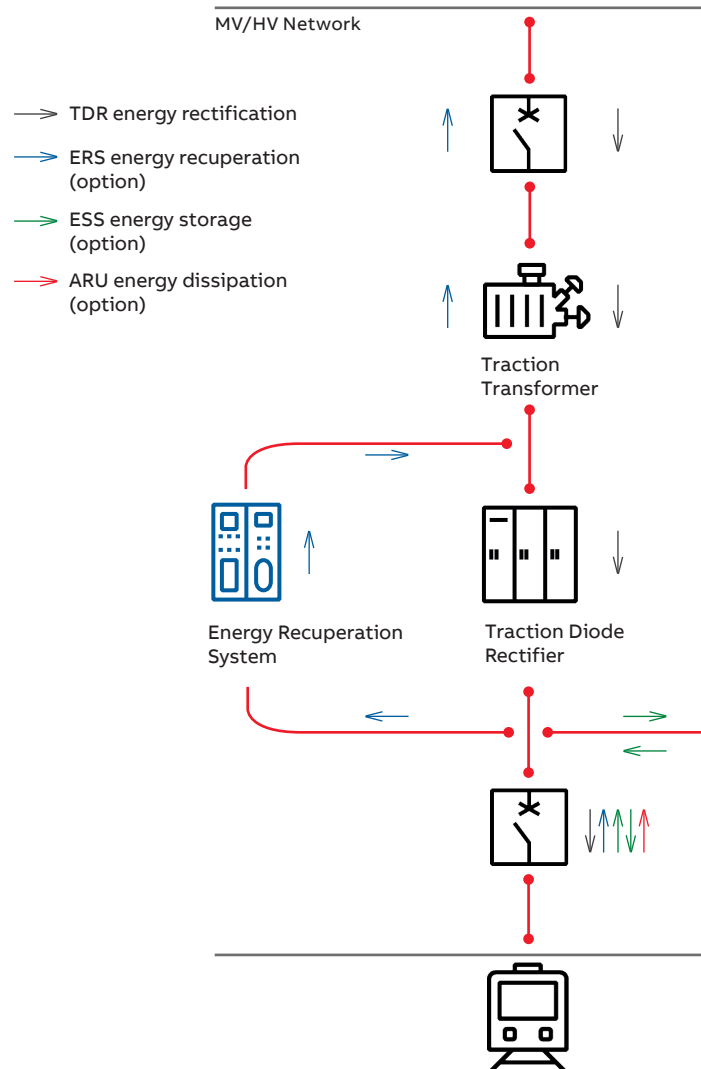 MV/HV Network
TDR energy rectification
ERS energy recuperation
(option)
ESS energy storage
(option)
ARU energy dissipation
(option)
Traction
Transformer
Energy Recuperation
System
Traction Diode
Rectifier